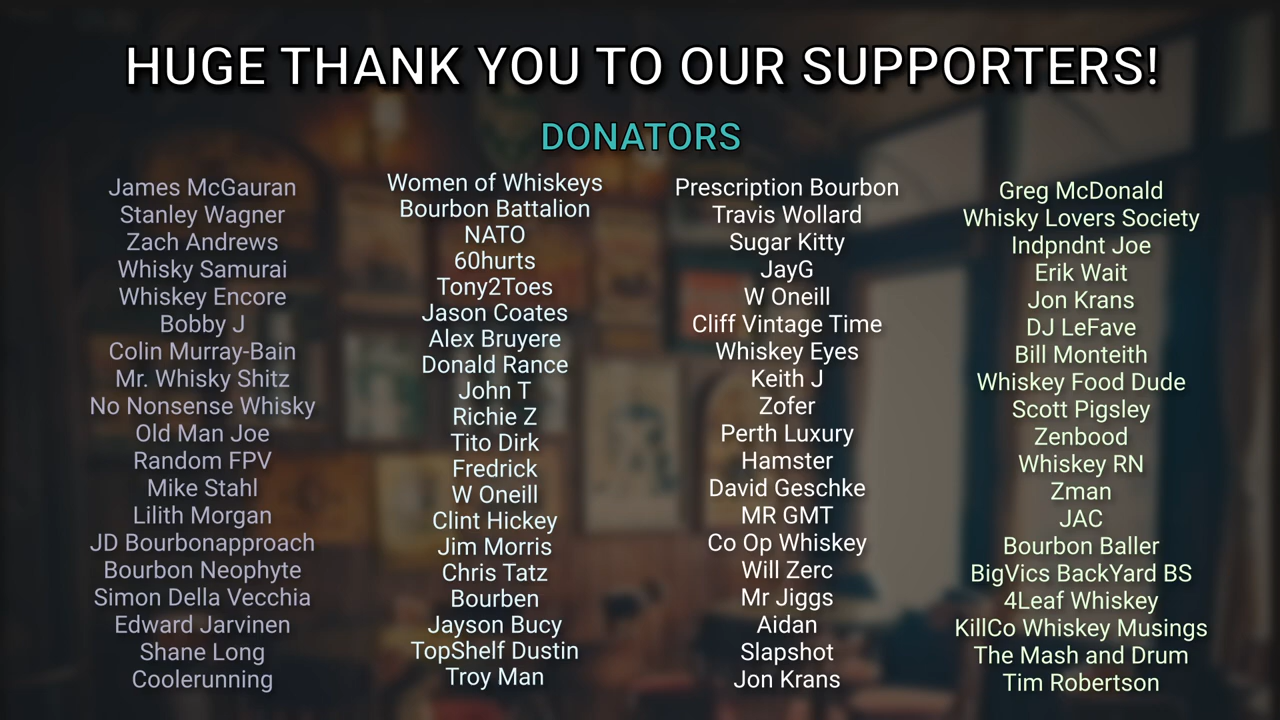 HUGE THANK YOU TO OUR SUPPORTERS!
DONATORS
James McGauran
Stanley Wagner
Zach Andrews
Whisky Samurai
Whiskey Encore
Bobby J
Colin Murray-Bain
Mr. Whisky Shitz
No Nonsense Whisky
Old Man Joe
Random FPV
Mike Stahl
Lilith Morgan
JD Bourbonapproach
Bourbon Neophyte
Simon Della Vecchia
Edward Jarvinen
Shane Long
Coolerunning
Women of Whiskeys
Bourbon Battalion
NATO
60hurts
Tony2Toes
Jason Coates
Alex Bruyere
Donald Rance
John T
Richie Z
Tito Dirk
Fredrick
W Oneill
Clint Hickey
Jim Morris
Chris Tatz
Bourben
Jayson Bucy
TopShelf Dustin
Troy Man
Prescription Bourbon
Travis Wollard
Sugar Kitty
JayG
W Oneill
Cliff Vintage Time
Whiskey Eyes
Keith J
Zofer
Perth Luxury
Hamster
David Geschke
MR GMT
Co Op Whiskey
Will Zerc
Mr Jiggs
Aidan
Slapshot
Jon Krans
Greg McDonald
Whisky Lovers Society
Indpndnt Joe
Erik Wait
Jon Krans
DJ LeFave
Bill Monteith
Whiskey Food Dude
Scott Pigsley
Zenbood
Whiskey RN
Zman
JAC
Bourbon Baller
BigVics BackYard BS
4Leaf Whiskey
KillCo Whiskey Musings
The Mash and Drum
Tim Robertson